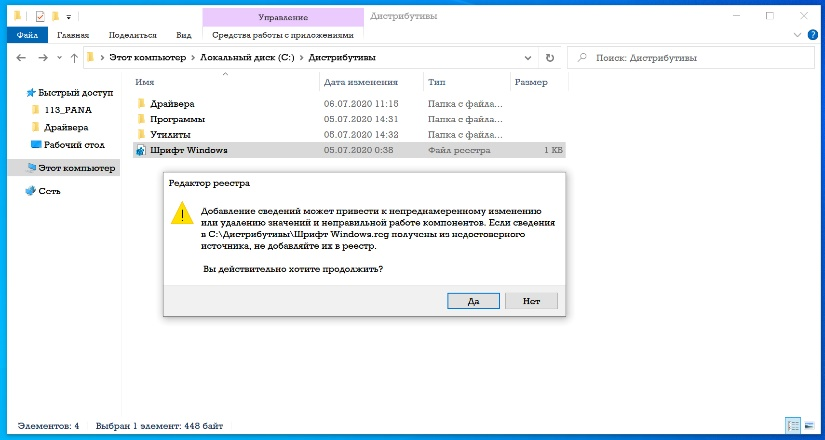 Управление
Дистрибутивы
Файл
Главная
Поделиться
Вид
Средства работы с приложениями
Этот компьютер
Локальный диск (C:)
Дистрибутивы
Поиск: Дистрибутивы
Имя
Дата изменения
Тип
Размер
Быстрый доступ
113_PANA
Драйвера
Рабочий стол
Этот компьютер
Сеть
Драйвера 06.07.2020 11:15 Папка с файла...
Программы 05.07.2020 14:31 Папка с файла...
Утилиты 05.07.2020 14:32 Папка с файла...
Шрифт Windows 05.07.2020 0:38 Файл реестра 1 КБ
Редактор реестра
Добавление сведений может привести к непреднамеренному изменению
или удалению значений и неправильной работе компонентов. Если сведения
в C:\Дистрибутивы\Шрифт Windows.reg получены из недостоверного
источника, не добавляйте их в реестр.
Вы действительно хотите продолжить?
Да
Нет
Элементов: 4
Выбран 1 элемент: 448 байт